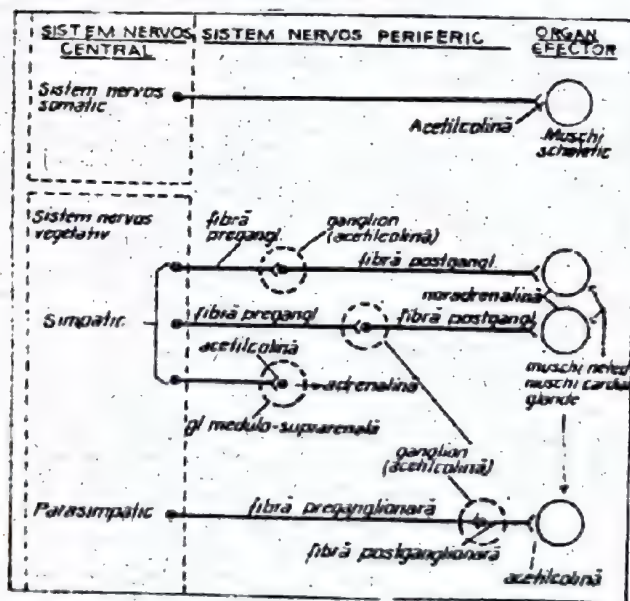 SISTEM NERVOS
CENTRAL
SISTEM NERVOS PERIFERIC
ORGAN
EFECTOR
Sistem nervos
somatic
Acetilcolină
Muschi
scheletic
Sistem nervos
vegetativ
fibră
pregangl.
ganglion
(acetilcolină)
fibră postgangl.
Simpatic
noradrenalină
fibră pregangl
fibră postgangl.
acetilcolină
adrenalină
gl medulo-suprarenală
muschi neted
muschi cardiac
glande
ganglion
(acetilcolină)
Parasimpatic
fibră preganglionară
fibră postganglionară
acetilcolină